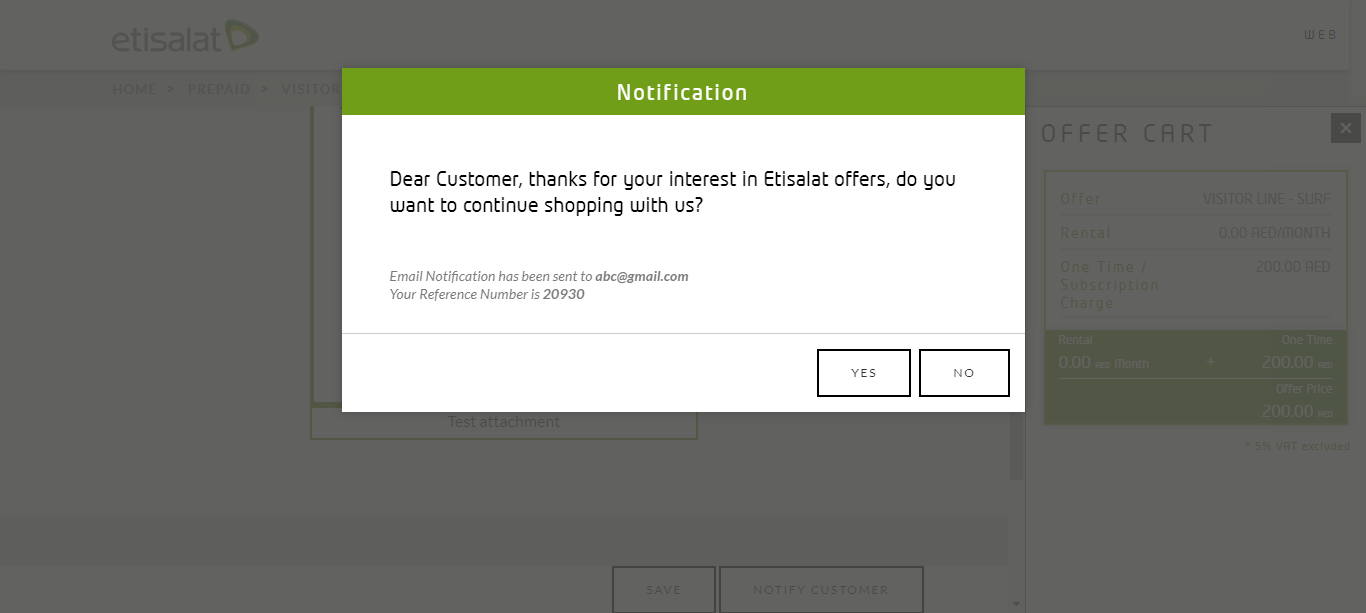 etisalat
WEB
HOME > PREPAID > VISITOR
Notification
Dear Customer, thanks for your interest in Etisalat offers, do you
want to continue shopping with us?
Email Notification has been sent to abc@gmail.com
Your Reference Number is 20930
YES NO
Test attachment
SAVE NOTIFY CUSTOMER
OFFER CART
Offer VISITOR LINE - SURF
Rental 0.00 AED/MONTH
One Time / 200.00 AED
Subscription
Charge
Rental One Time
0.00 AED Month + 200.00 AED
Offer Price
200.00 AED
* 5% VAT excluded